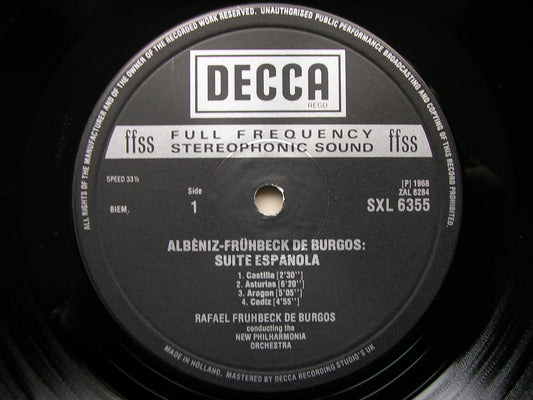 ALL RIGHTS OF THE MANUFACTURER AND OF THE OWNER OF THE RECORDED WORK RESERVED. UNAUTHORISED PUBLIC PERFORMANCE BROADCASTING AND COPYING OF THIS RECORD PROHIBITED.
DECCA
REGD
ffss FULL FREQUENCY ffss
STEREOPHONIC SOUND
SPEED 33⅓
[P] 1968
ZAL 8284
BIEM.
Side
1
SXL 6355
ALBÉNIZ-FRÜHBECK DE BURGOS:
SUITE ESPANOLA
1. Castilla [2'30'']
2. Asturias [6'20'']
3. Aragon [5'05'']
4. Cadiz [4'55'']
RAFAEL FRUHBECK DE BURGOS
conducting the
NEW PHILHARMONIA
ORCHESTRA
MADE IN HOLLAND. MASTERED BY DECCA RECORDING STUDIO'S UK